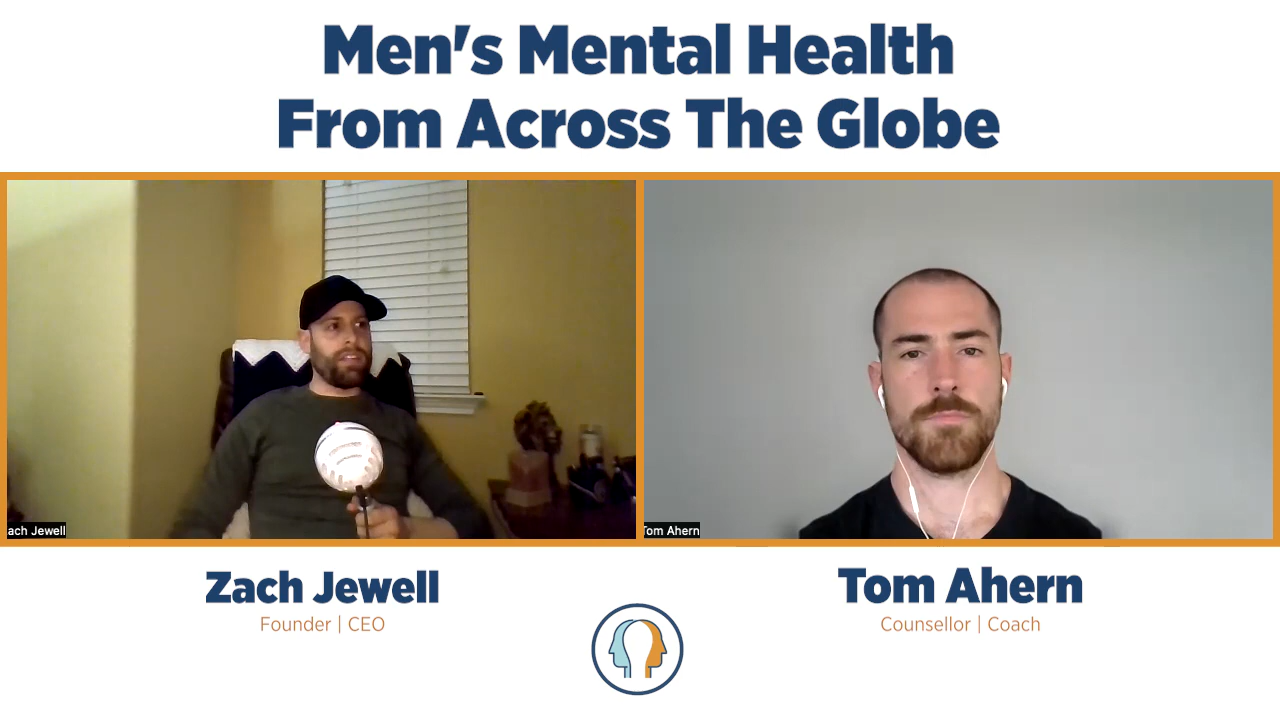 Men's Mental Health
From Across The Globe
ach Jewell
Tom Ahern
Zach Jewell
Founder | CEO
Tom Ahern
Counsellor | Coach